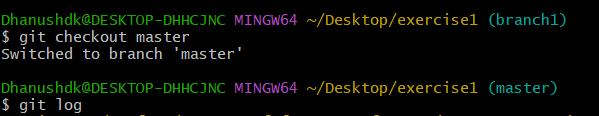 Dhanushdk@DESKTOP-DHHCJNC MINGW64 ~/Desktop/exercise1 (branch1)
$ git checkout master
Switched to branch 'master'
Dhanushdk@DESKTOP-DHHCJNC MINGW64 ~/Desktop/exercise1 (master)
$ git log